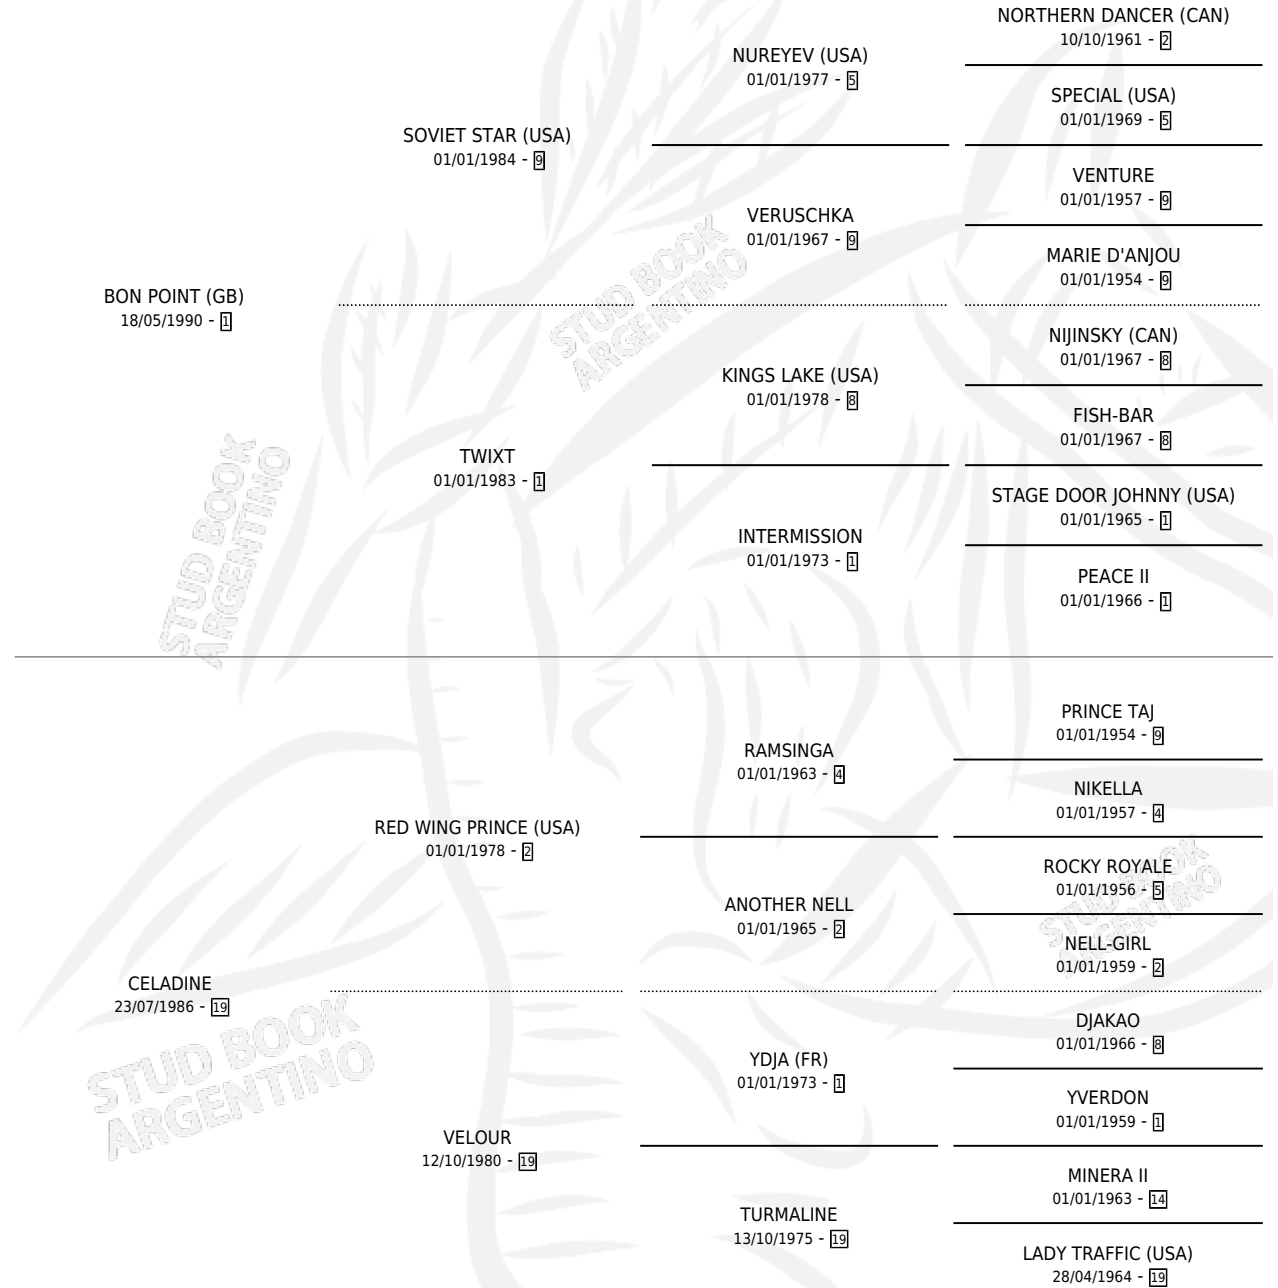 NORTHERN DANCER (CAN)
10/10/1961 - 2
NUREYEV (USA)
01/01/1977 - 5
SPECIAL (USA)
01/01/1969 - 5
SOVIET STAR (USA)
01/01/1984 - 9
VENTURE
01/01/1957 - 9
VERUSCHKA
01/01/1967 - 9
MARIE D'ANJOU
01/01/1954 - 9
BON POINT (GB)
18/05/1990 - 1
NIJINSKY (CAN)
01/01/1967 - 8
KINGS LAKE (USA)
01/01/1978 - 8
FISH-BAR
01/01/1967 - 8
TWIXT
01/01/1983 - 1
STAGE DOOR JOHNNY (USA)
01/01/1965 - 1
INTERMISSION
01/01/1973 - 1
PEACE II
01/01/1966 - 1
PRINCE TAJ
01/01/1954 - 9
RAMSINGA
01/01/1963 - 4
NIKELLA
01/01/1957 - 4
RED WING PRINCE (USA)
01/01/1978 - 2
ROCKY ROYALE
01/01/1956 - 5
ANOTHER NELL
01/01/1965 - 2
NELL-GIRL
01/01/1959 - 2
CELADINE
23/07/1986 - 19
DJAKAO
01/01/1966 - 8
YDJA (FR)
01/01/1973 - 1
YVERDON
01/01/1959 - 1
VELOUR
12/10/1980 - 19
MINERA II
01/01/1963 - 14
TURMALINE
13/10/1975 - 19
LADY TRAFFIC (USA)
28/04/1964 - 19
STUD BOOK
ARGENTINO
STUD BOOK
ARGENTINO
STUD BOOK
ARGENTINO
STUD BOOK
ARGENTINO